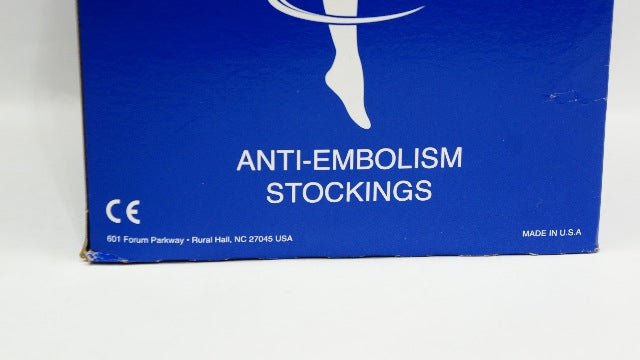 ANTI-EMBOLISM
STOCKINGS
CE
601 Forum Parkway • Rural Hall, NC 27045 USA
MADE IN U.S.A